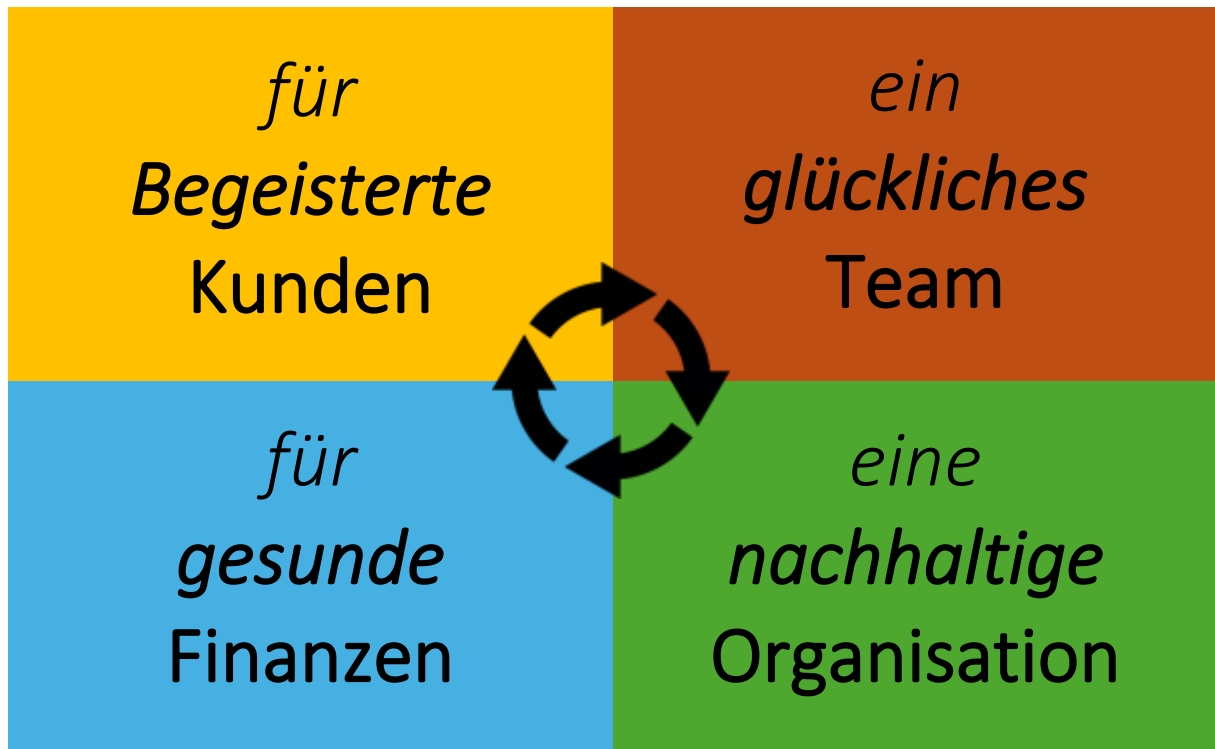 für
Begeisterte
Kunden
ein
glückliches
Team
für
gesunde
Finanzen
eine
nachhaltige
Organisation